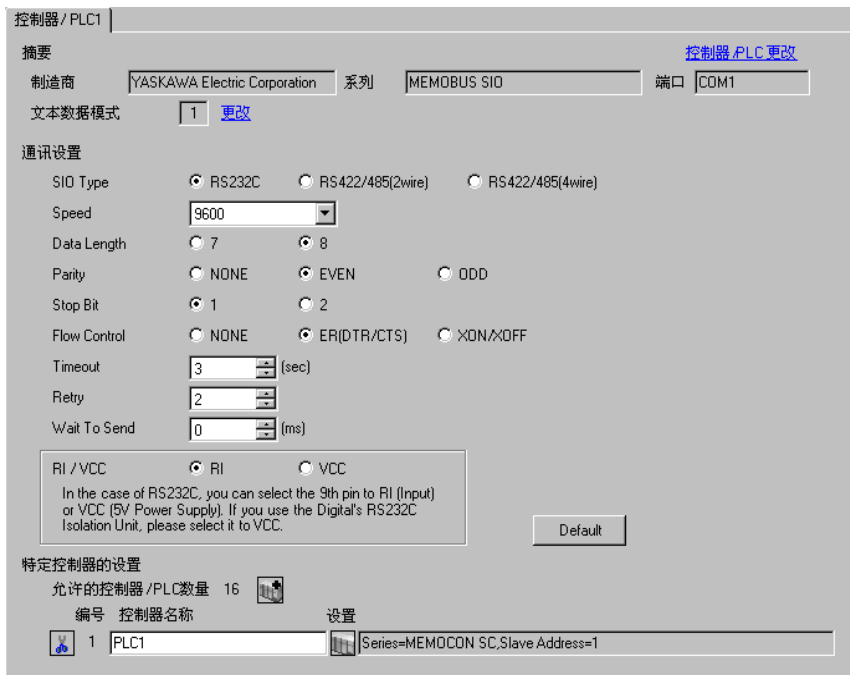 控制器/PLC1
摘要 控制器/PLC更改
制造商 YASKAWA Electric Corporation 系列 MEMOBUS SIO 端口 COM1
文本数据模式 1 更改
通讯设置
SIO Type RS232C RS422/485(2wire) RS422/485(4wire)
Speed 9600
Data Length 7 8
Parity NONE EVEN ODD
Stop Bit 1 2
Flow Control NONE ER(DTR/CTS) XON/XOFF
Timeout 3 (sec)
Retry 2
Wait To Send 0 (ms)
RI / VCC RI VCC
In the case of RS232C, you can select the 9th pin to RI (Input)
or VCC (5V Power Supply). If you use the Digital's RS232C
Isolation Unit, please select it to VCC.
Default
特定控制器的设置
允许的控制器/PLC数量 16
编号 控制器名称 设置
1 PLC1 Series=MEMOCON SC,Slave Address=1